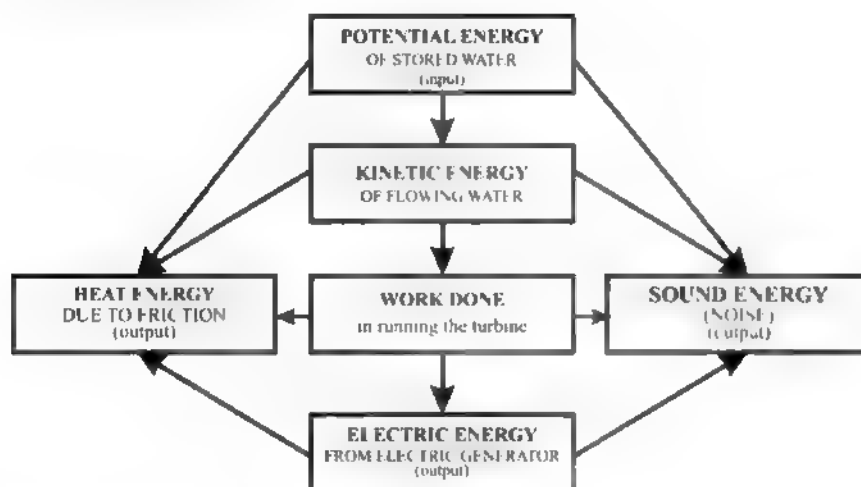 POTENTIAL ENERGY
OF STORED WATER
(input)
KINETIC ENERGY
OF FLOWING WATER
HEAT ENERGY
DUE TO FRICTION
(output)
WORK DONE
in running the turbine
SOUND ENERGY
(NOISE)
(output)
ELECTRIC ENERGY
FROM ELECTRIC GENERATOR
(output)